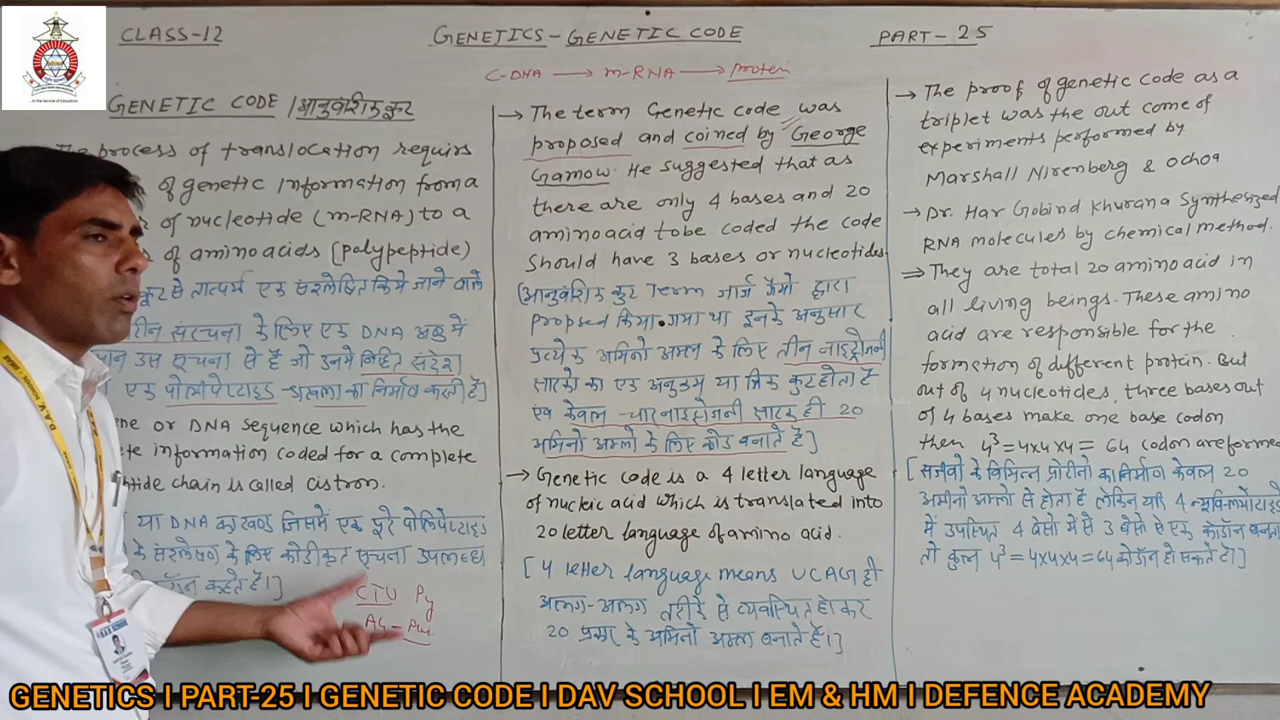 CLASS-12
GENETICS - GENETIC CODE
PART - 25
C-DNA → m-RNA → protein
GENETIC CODE / आनुवंशिक कूट
process of translocation requirs
of genetic information from a
of nucleotide (m-RNA) to a
of aminoacids [polypeptide)
कूट से तात्पर्य एक संश्लेषित किये जाने वाले
संरचना के लिए एक DNA अणु में
उस सूचना से है जो उनमें निहित संदेश
एक पोलीपेप्टाइड श्रृंखला का निर्माण करती है]
or DNA sequence which has the
information coded for a complete
chain is called cistron.
या DNA का खण्ड जिसमें एक पूरे पोलिपेप्टाइड
के संश्लेषण के लिए कोडीकृत सूचना उपलब्ध
कहते है।]
CTU Py
AG - Pu
→ The term Genetic code was
proposed and coined by George
Gamow. He suggested that as
there are only 4 bases and 20
aminoacid tobe coded the code
should have 3 bases or nucleotides
(आनुवंशिक कुट Term जार्ज गैमो द्वारा
Propsed किया गया था इनके अनुसार
प्रत्येक अमिनो अम्ल के लिए तीन नाइट्रोजनी
क्षारको का एक अनुक्रम या त्रिक कुट होता है
एंव केवल चार नाइट्रोजनी क्षारक ही 20
अमिनो अम्लो के लिए कोड बनाते है]
→ Genetic code is a 4 letter language
of nucleic acid which is translated into
20 letter language of amino acid.
[4 letter language means UCAG ही
अलग-अलग तरीके से व्यवस्थित होकर
20 प्रकार के अमिनो अम्ल बनाते है।]
→ The proof of genetic code as a
triplet was the out come of
experiments performed by
Marshall Nirenberg & ochoa
→ Dr. Har Gobind Khurana Synthesized
RNA molecules by chemical method.
⇒ They are total 20 amino acid in
all living beings. These amino
acid are responsible for the
formation of different protein. But
out of 4 nucleotides, three bases out
of 4 bases make one base codon
then 4³ = 4x4x4 = 64 codon are formed
[सजीवो के विभिन्न प्रोटीनो का निर्माण केवल 20
अमीनो अम्लो से होता है लेकिन यदि 4 न्यूक्लियोटाइडो
में उपस्थित 4 बेसो में से 3 बेसो से एक कोडॉन बनता
तो कुल 4³ = 4x4x4 = 64 कोडॉन हो सकते है।]
GENETICS I PART-25 I GENETIC CODE I DAV SCHOOL I EM & HM I DEFENCE ACADEMY